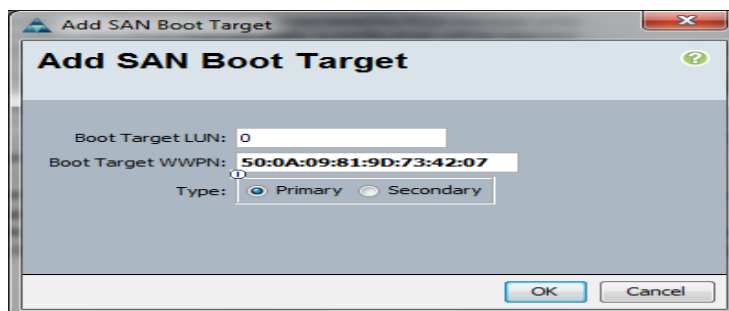 Add SAN Boot Target
Add SAN Boot Target
Boot Target LUN: 0
Boot Target WWPN: 50:0A:09:81:9D:73:42:07
Type: Primary Secondary
OK Cancel